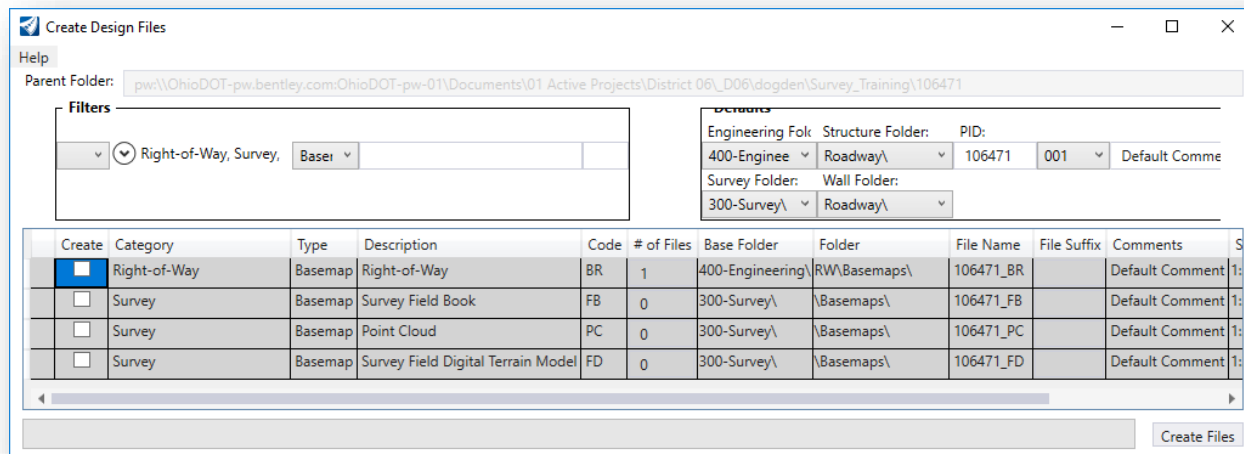 Create Design Files
Help
Parent Folder: pw:\\OhioDOT-pw.bentley.com:OhioDOT-pw-01\Documents\01 Active Projects\District 06\_D06\dogden\Survey_Training\106471
Filters
Right-of-Way, Survey, Baser
Defaults
Engineering Folc Structure Folder: PID:
400-Enginee Roadway\ 106471 001 Default Comme
Survey Folder: Wall Folder:
300-Survey\ Roadway\
Create Category Type Description Code # of Files Base Folder Folder File Name File Suffix Comments S
Right-of-Way Basemap Right-of-Way BR 1 400-Engineering\ RW\Basemaps\ 106471_BR Default Comment 1:
Survey Basemap Survey Field Book FB 0 300-Survey\ \Basemaps\ 106471_FB Default Comment 1:
Survey Basemap Point Cloud PC 0 300-Survey\ \Basemaps\ 106471_PC Default Comment 1:
Survey Basemap Survey Field Digital Terrain Model FD 0 300-Survey\ \Basemaps\ 106471_FD Default Comment 1:
Create Files